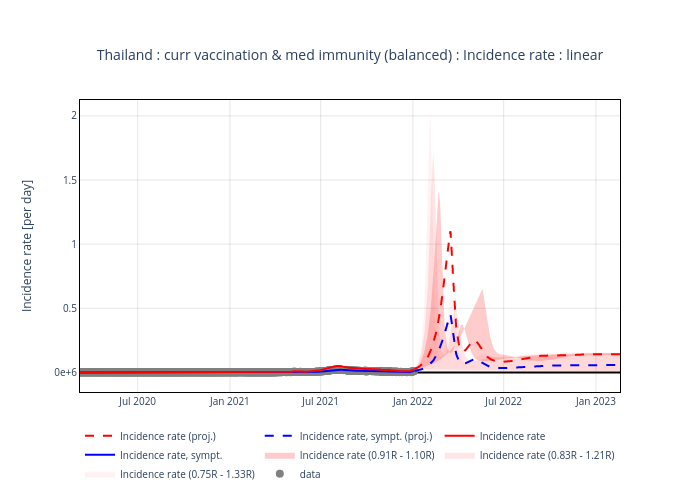 Thailand : curr vaccination & med immunity (balanced) : Incidence rate : linear
Incidence rate [per day]
2
1.5
1
0.5
0e+6
Jul 2020 Jan 2021 Jul 2021 Jan 2022 Jul 2022 Jan 2023
Incidence rate (proj.) Incidence rate, sympt. (proj.) Incidence rate
Incidence rate, sympt. Incidence rate (0.91R - 1.10R) Incidence rate (0.83R - 1.21R)
Incidence rate (0.75R - 1.33R) data